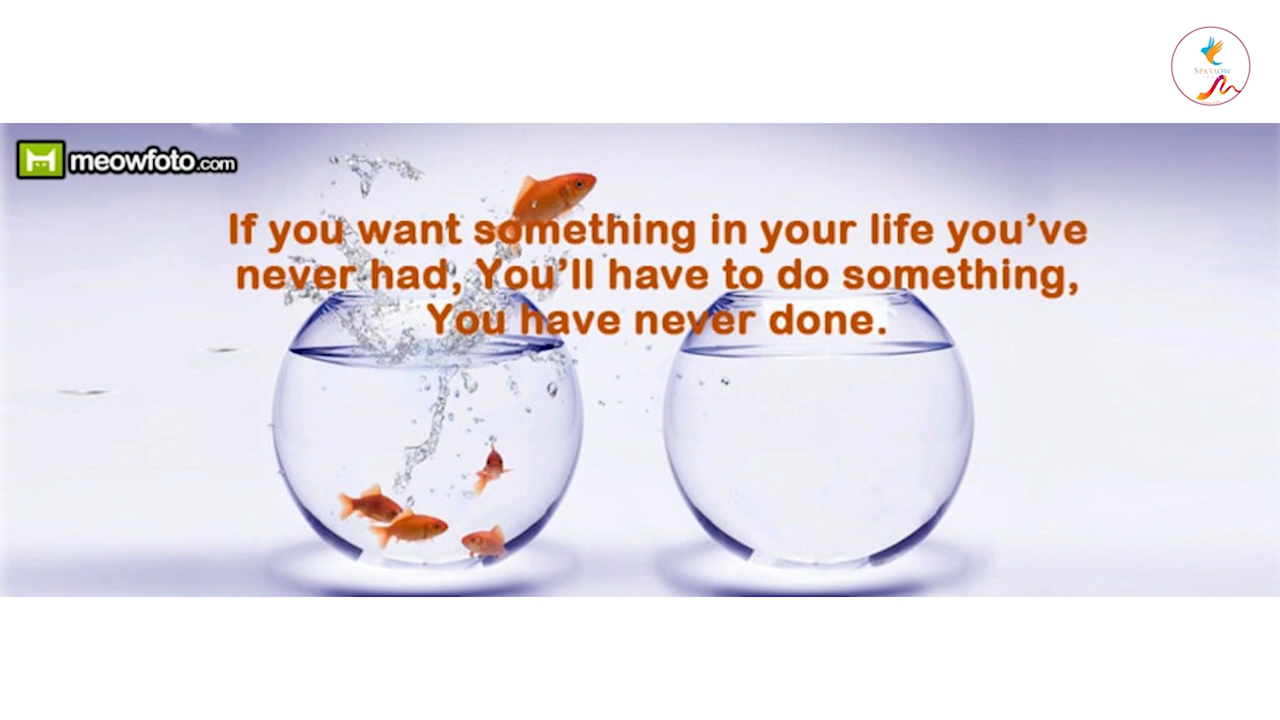 SPARROW
meowfoto.com
If you want something in your life you’ve
never had, You’ll have to do something,
You have never done.